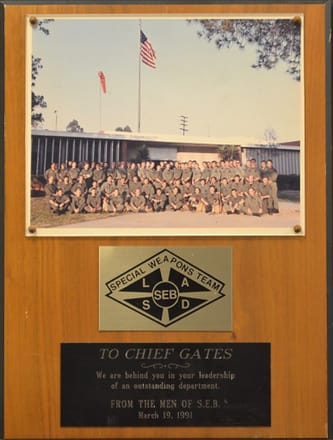 SPECIAL WEAPONS TEAM
L A
SEB
S D
TO CHIEF GATES
We are behind you in your leadership
of an outstanding department.
FROM THE MEN OF S.E.B.
March 19, 1991